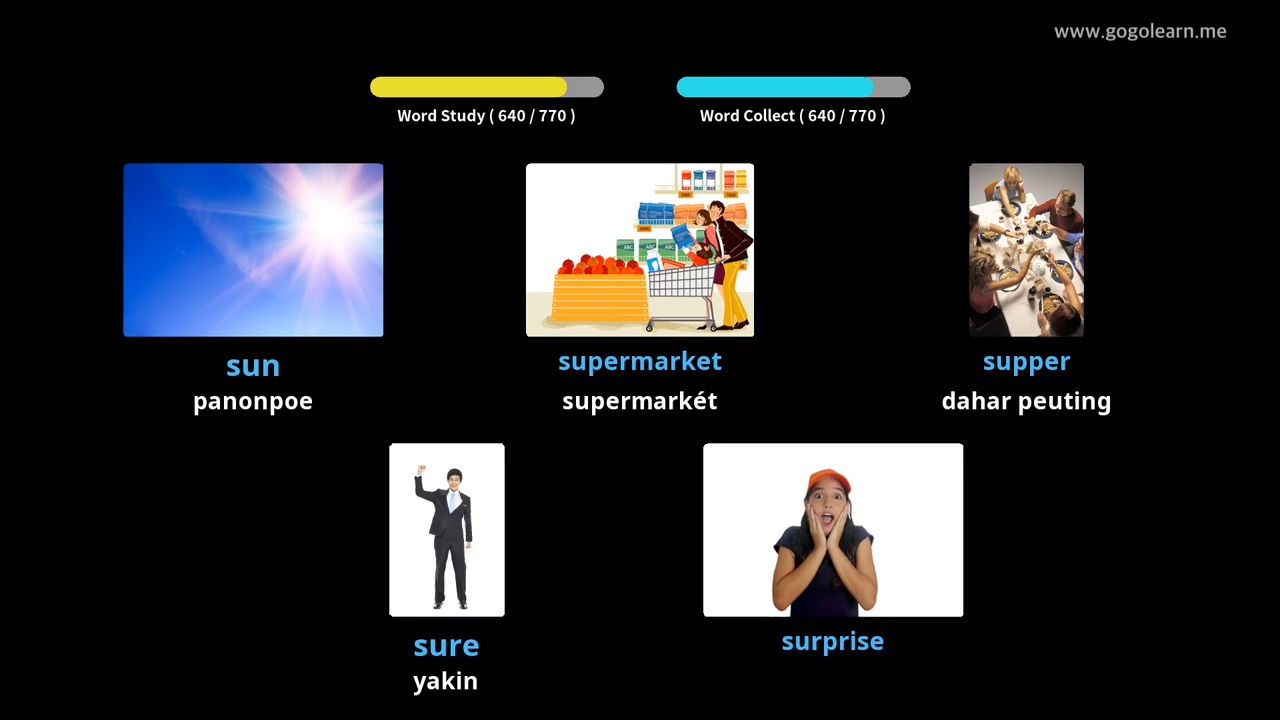 www.gogolearn.me
Word Study ( 640 / 770 )
Word Collect ( 640 / 770 )
sun
panonpoe
supermarket
supermarkét
supper
dahar peuting
sure
yakin
surprise